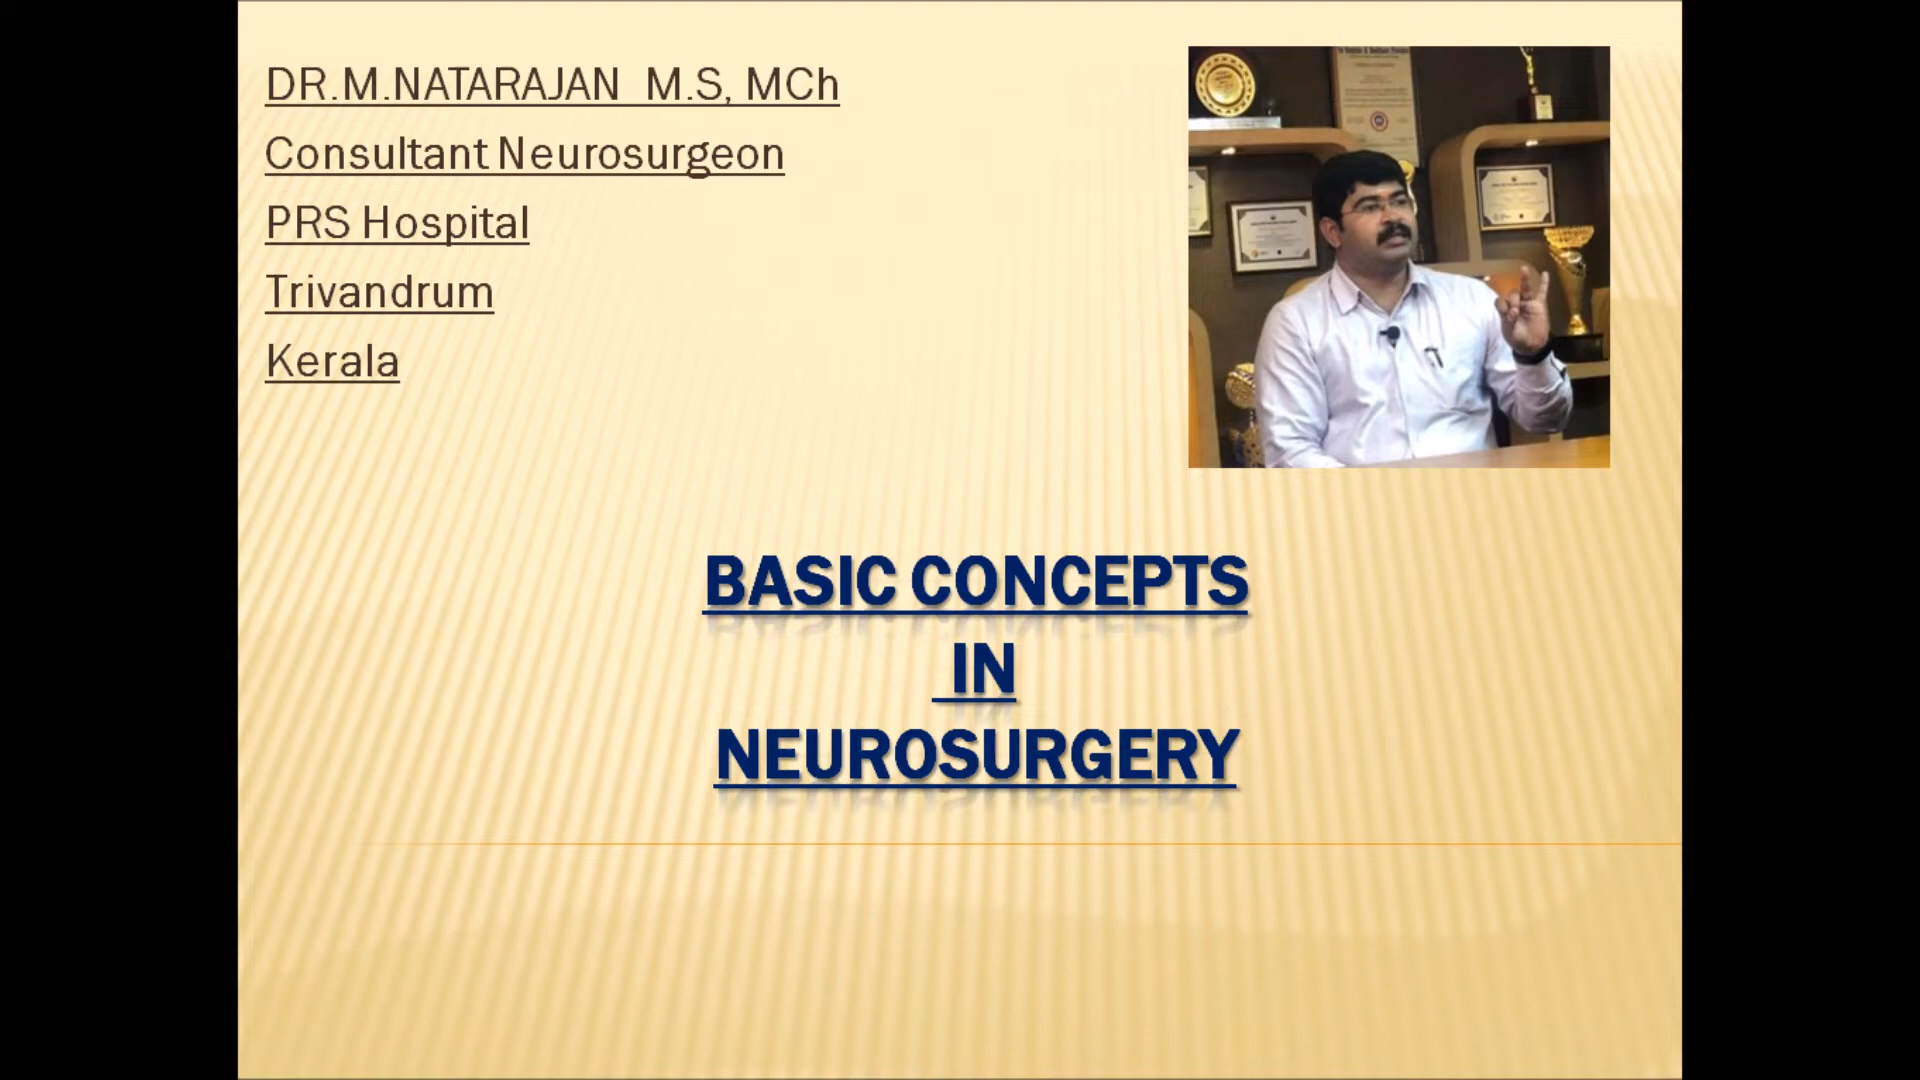 DR.M.NATARAJAN M.S, MCh
Consultant Neurosurgeon
PRS Hospital
Trivandrum
Kerala
BASIC CONCEPTS
IN
NEUROSURGERY